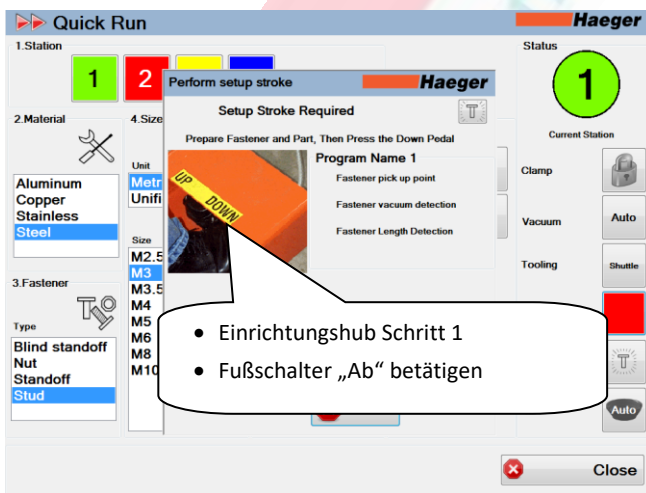 Quick Run
Haeger
1.Station
1
2
2.Material
Aluminum
Copper
Stainless
Steel
3.Fastener
Type
Blind standoff
Nut
Standoff
Stud
4.Size
Unit
Metr
Unifi
Size
M2.5
M3
M3.5
M4
M5
M6
M8
M10
Perform setup stroke
Haeger
Setup Stroke Required
T
Prepare Fastener and Part, Then Press the Down Pedal
UP DOWN
Program Name 1
Fastener pick up point
Fastener vacuum detection
Fastener Length Detection
• Einrichtungshub Schritt 1
• Fußschalter „Ab“ betätigen
Status
1
Current Station
Clamp
Vacuum
Auto
Tooling
Shuttle
T
Auto
Close